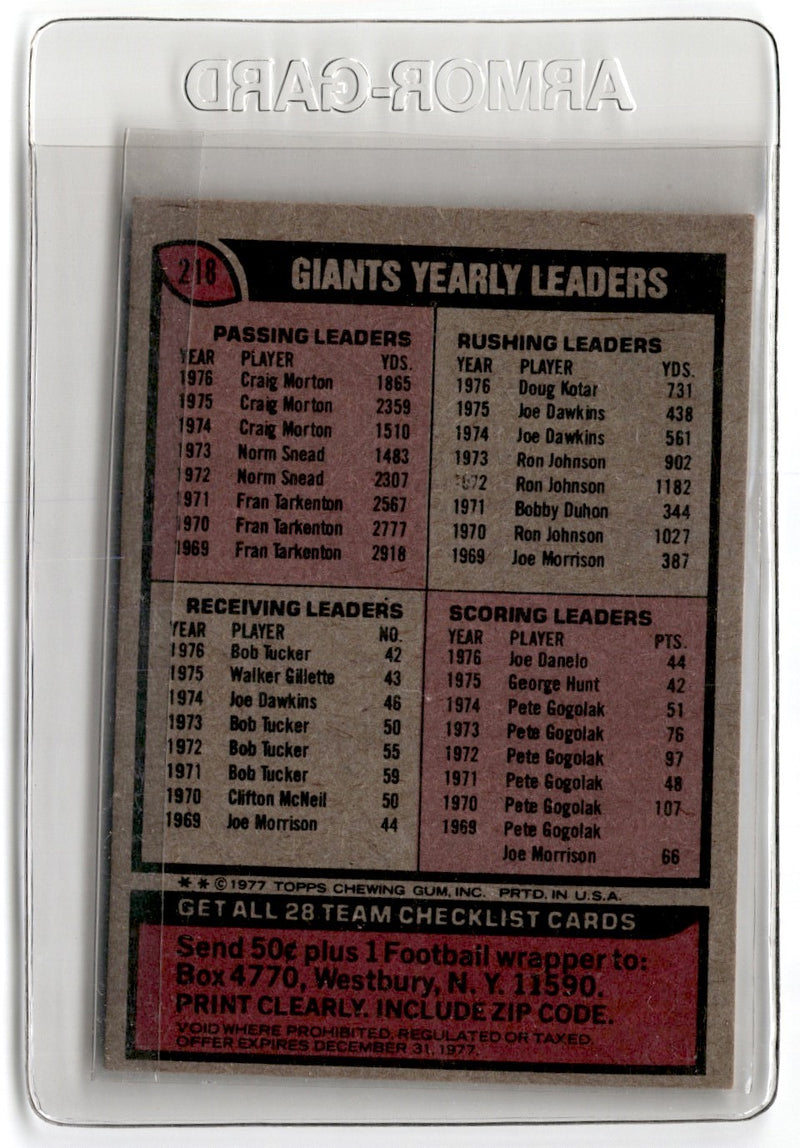 ARMOR-GARD
218
GIANTS YEARLY LEADERS
PASSING LEADERS
YEAR PLAYER YDS.
1976 Craig Morton 1865
1975 Craig Morton 2359
1974 Craig Morton 1510
1973 Norm Snead 1483
1972 Norm Snead 2307
1971 Fran Tarkenton 2567
1970 Fran Tarkenton 2777
1969 Fran Tarkenton 2918
RUSHING LEADERS
YEAR PLAYER YDS.
1976 Doug Kotar 731
1975 Joe Dawkins 438
1974 Joe Dawkins 561
1973 Ron Johnson 902
1972 Ron Johnson 1182
1971 Bobby Duhon 344
1970 Ron Johnson 1027
1969 Joe Morrison 387
RECEIVING LEADERS
YEAR PLAYER NO.
1976 Bob Tucker 42
1975 Walker Gillette 43
1974 Joe Dawkins 46
1973 Bob Tucker 50
1972 Bob Tucker 55
1971 Bob Tucker 59
1970 Clifton McNeil 50
1969 Joe Morrison 44
SCORING LEADERS
YEAR PLAYER PTS.
1976 Joe Danelo 44
1975 George Hunt 42
1974 Pete Gogolak 51
1973 Pete Gogolak 76
1972 Pete Gogolak 97
1971 Pete Gogolak 48
1970 Pete Gogolak 107
1969 Pete Gogolak
Joe Morrison 66
* * © 1977 TOPPS CHEWING GUM, INC. PRTD. IN U.S.A.
GET ALL 28 TEAM CHECKLIST CARDS
Send 50¢ plus 1 Football wrapper to:
Box 4770, Westbury, N. Y. 11590.
PRINT CLEARLY. INCLUDE ZIP CODE.
VOID WHERE PROHIBITED, REGULATED OR TAXED.
OFFER EXPIRES DECEMBER 31, 1977.